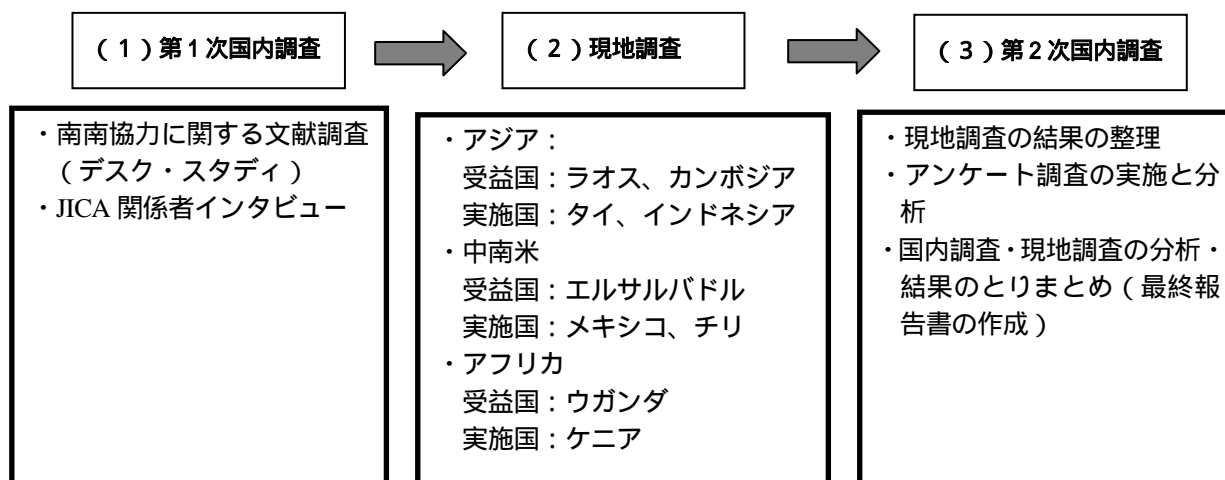 （１）第１次国内調査
（２）現地調査
（３）第２次国内調査
・南南協力に関する文献調査
（デスク・スタディ）
・JICA 関係者インタビュー
・アジア：
受益国：ラオス、カンボジア
実施国：タイ、インドネシア
・中南米
受益国：エルサルバドル
実施国：メキシコ、チリ
・アフリカ
受益国：ウガンダ
実施国：ケニア
・現地調査の結果の整理
・アンケート調査の実施と分
析
・国内調査・現地調査の分析・
結果のとりまとめ（最終報
告書の作成）